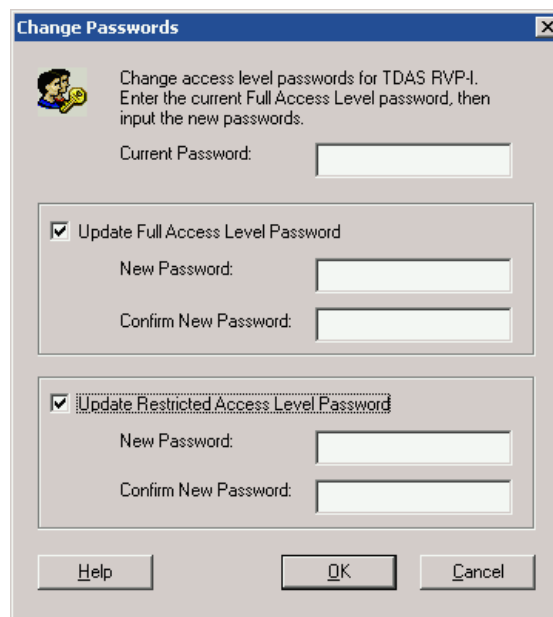 Change Passwords
Change access level passwords for TDAS RVP-I.
Enter the current Full Access Level password, then
input the new passwords.
Current Password:
Update Full Access Level Password
New Password:
Confirm New Password:
Update Restricted Access Level Password
New Password:
Confirm New Password:
Help OK Cancel